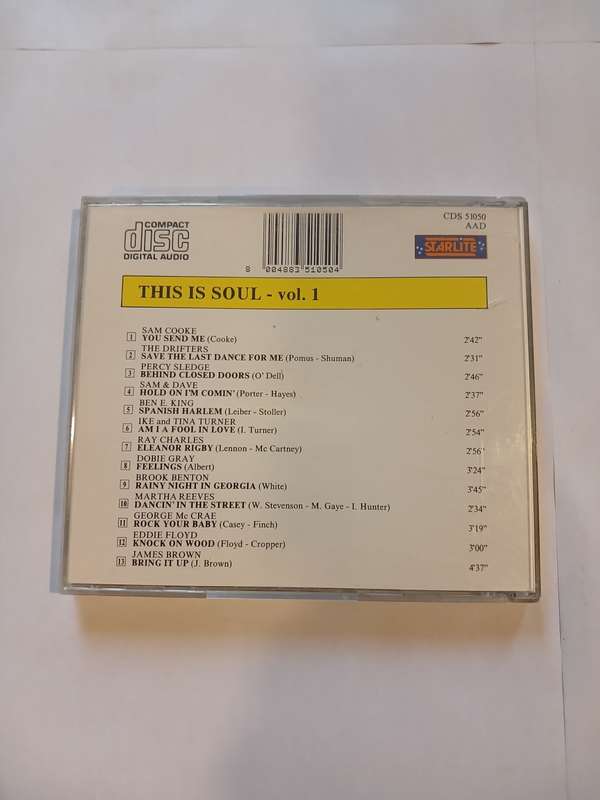 COMPACT
disc
DIGITAL AUDIO
8 004883 510504
CDS 51050
AAD
STARLITE
THIS IS SOUL - vol. 1
SAM COOKE
1 YOU SEND ME (Cooke) 2'42"
THE DRIFTERS
2 SAVE THE LAST DANCE FOR ME (Pomus - Shuman) 2'31"
PERCY SLEDGE
3 BEHIND CLOSED DOORS (O' Dell) 2'46"
SAM & DAVE
4 HOLD ON I'M COMIN' (Porter - Hayes) 2'37"
BEN E. KING
5 SPANISH HARLEM (Leiber - Stoller) 2'56"
IKE and TINA TURNER
6 AM I A FOOL IN LOVE (I. Turner) 2'54"
RAY CHARLES
7 ELEANOR RIGBY (Lennon - Mc Cartney) 2'56"
DOBIE GRAY
8 FEELINGS (Albert) 3'24"
BROOK BENTON
9 RAINY NIGHT IN GEORGIA (White) 3'45"
MARTHA REEVES
10 DANCIN' IN THE STREET (W. Stevenson - M. Gaye - I. Hunter) 2'34"
GEORGE Mc CRAE
11 ROCK YOUR BABY (Casey - Finch) 3'19"
EDDIE FLOYD
12 KNOCK ON WOOD (Floyd - Cropper) 3'00"
JAMES BROWN
13 BRING IT UP (J. Brown) 4'37"